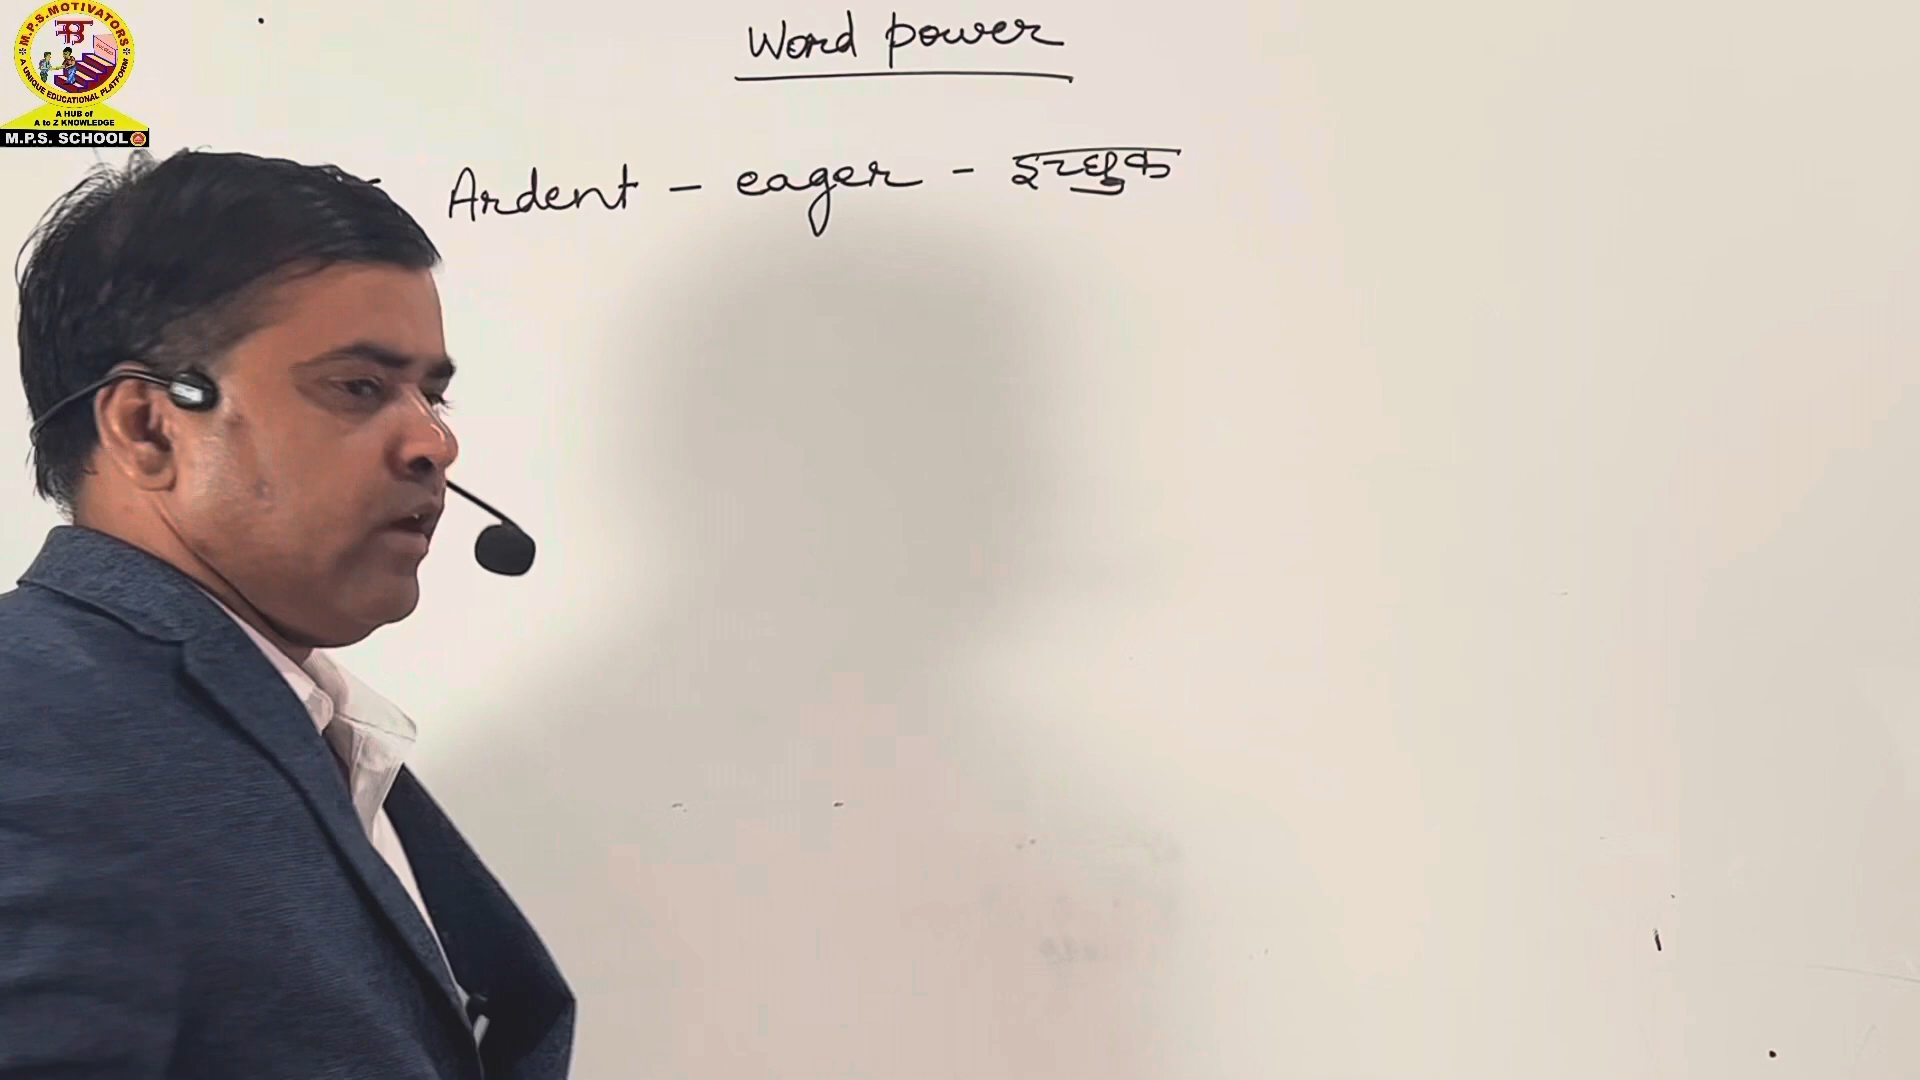 M.P.S.MOTIVATORS
A UNIQUE EDUCATIONAL PLATFORM
A HUB of
A to Z KNOWLEDGE
M.P.S. SCHOOL
Word power
Ardent - eager - इच्छुक